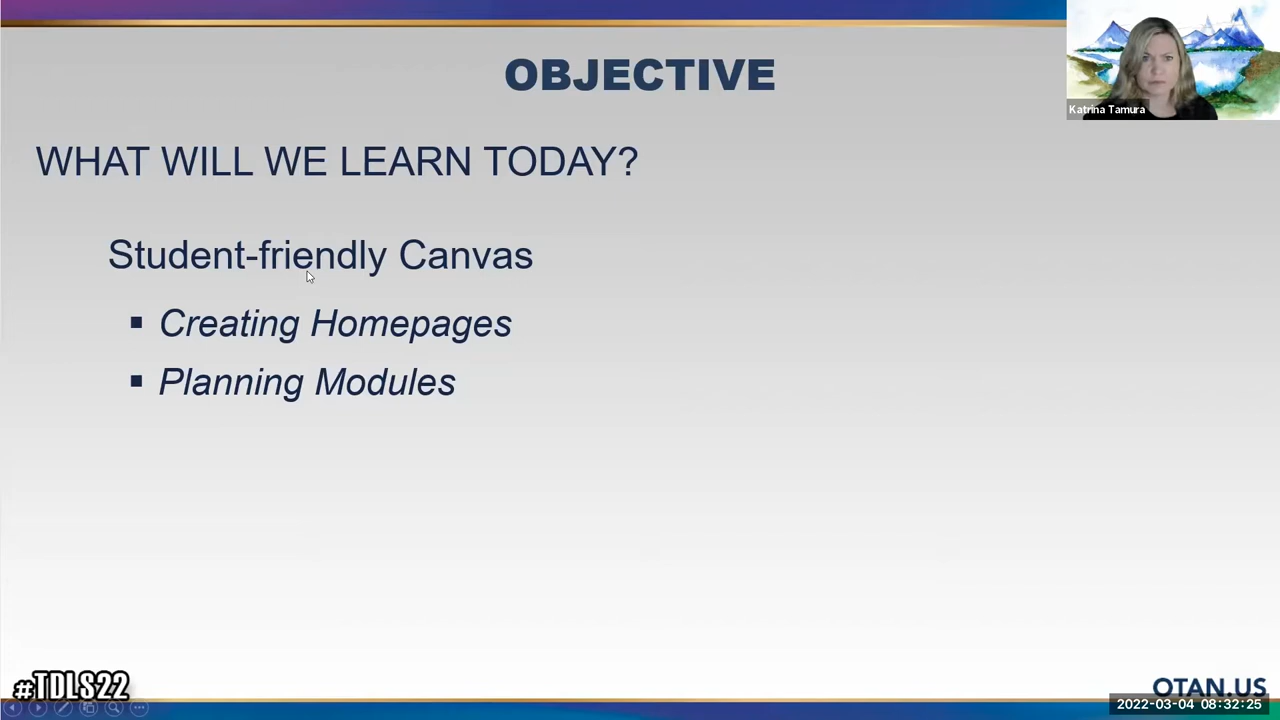 OBJECTIVE
Katrina Tamura
WHAT WILL WE LEARN TODAY?
Student-friendly Canvas
▪ Creating Homepages
▪ Planning Modules
#TDLS22
OTAN.US
2022-03-04 08:32:25